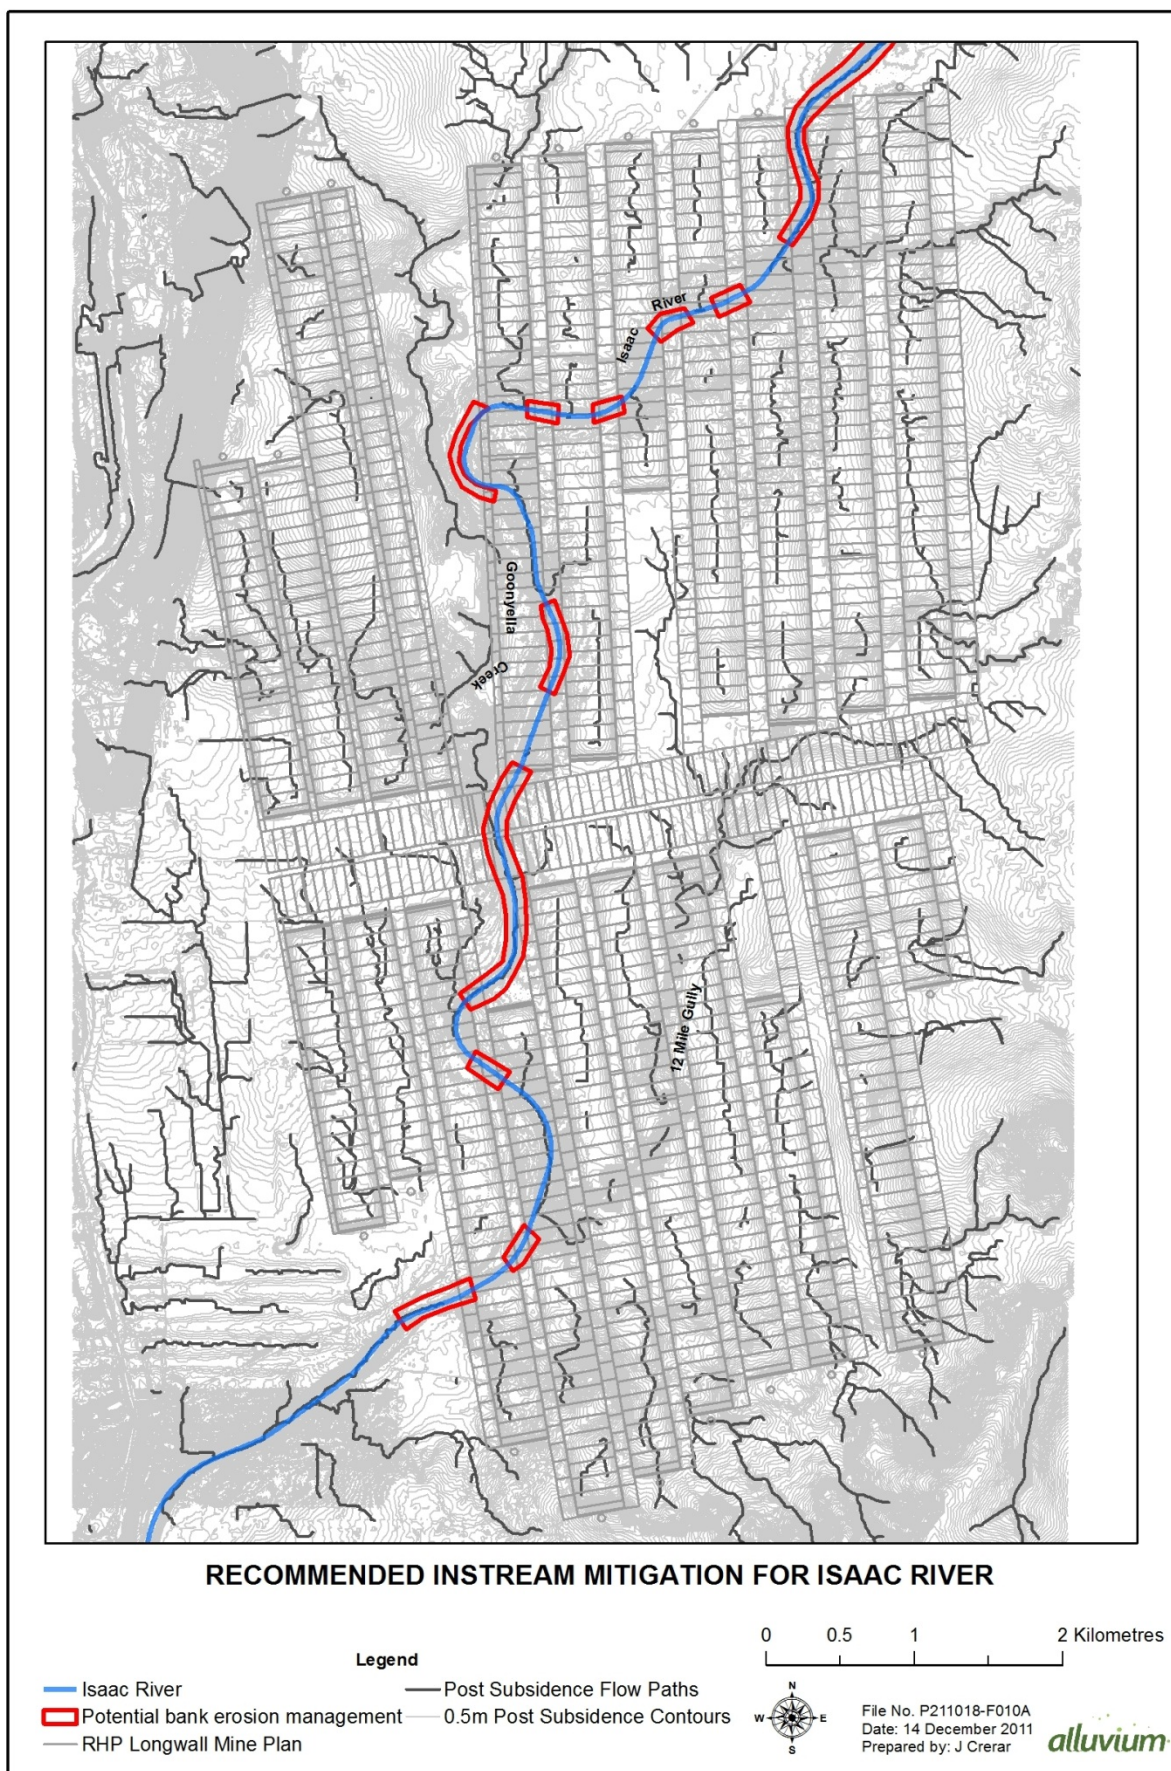 River
Isaac
Goonyella
Creek
12 Mile Gully
RECOMMENDED INSTREAM MITIGATION FOR ISAAC RIVER
0 0.5 1 2 Kilometres
Legend
Isaac River
Post Subsidence Flow Paths
Potential bank erosion management
0.5m Post Subsidence Contours
RHP Longwall Mine Plan
N
W E
S
File No. P211018-F010A
Date: 14 December 2011
Prepared by: J Crerar
alluvium